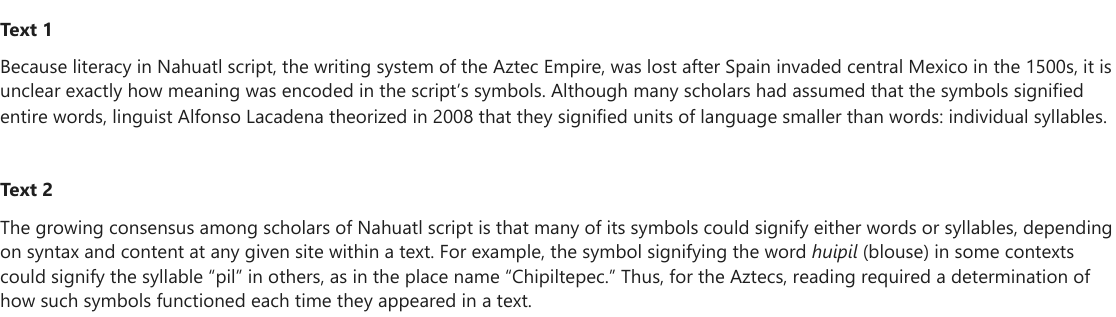 Text 1
Because literacy in Nahuatl script, the writing system of the Aztec Empire, was lost after Spain invaded central Mexico in the 1500s, it is
unclear exactly how meaning was encoded in the script’s symbols. Although many scholars had assumed that the symbols signified
entire words, linguist Alfonso Lacadena theorized in 2008 that they signified units of language smaller than words: individual syllables.
Text 2
The growing consensus among scholars of Nahuatl script is that many of its symbols could signify either words or syllables, depending
on syntax and content at any given site within a text. For example, the symbol signifying the word huipil (blouse) in some contexts
could signify the syllable “pil” in others, as in the place name “Chipiltepec.” Thus, for the Aztecs, reading required a determination of
how such symbols functioned each time they appeared in a text.